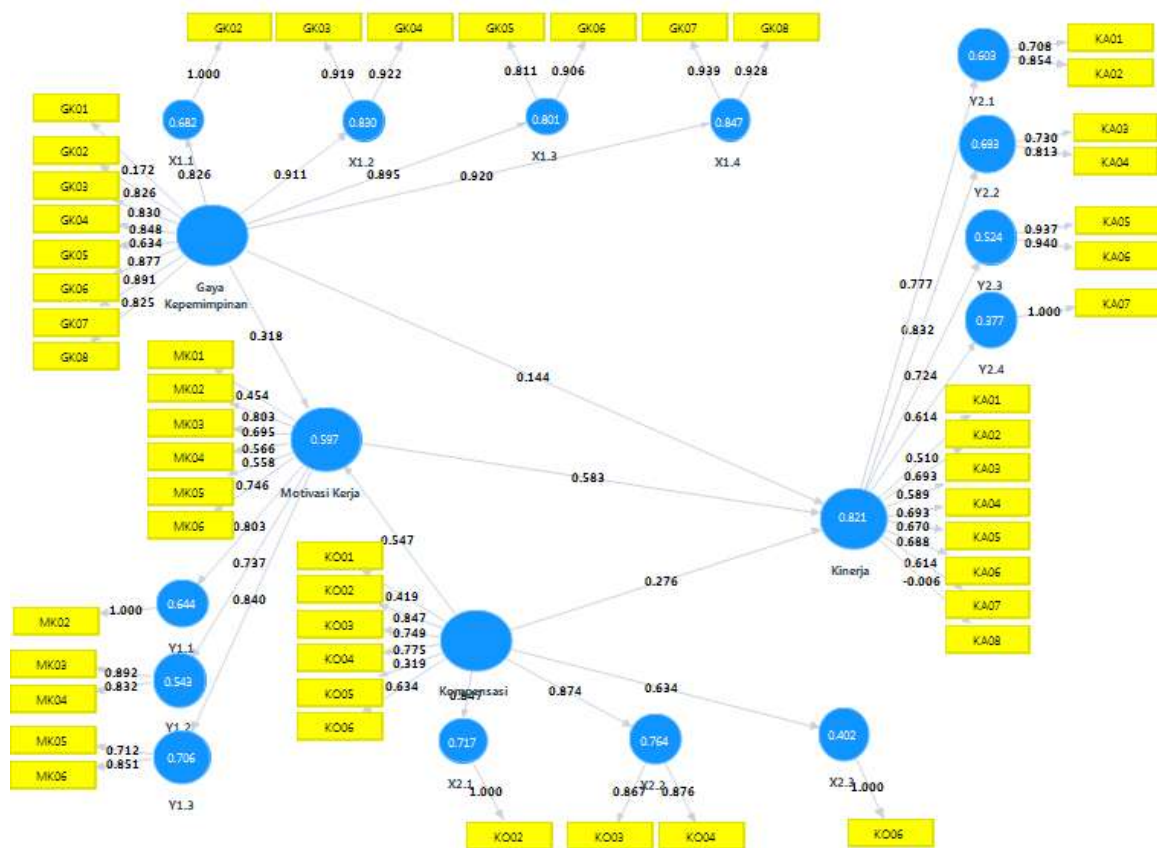 GK02
GK03
GK04
GK05
GK06
GK07
GK08
1.000
0.919
0.922
0.811
0.906
0.939
0.928
0.682
0.830
0.801
0.847
X1.1
X1.2
X1.3
X1.4
0.826
0.911
0.895
0.920
GK01
GK02
GK03
GK04
GK05
GK06
GK07
GK08
0.172
0.826
0.830
0.848
0.634
0.877
0.891
0.825
Gaya
Kepemimpinan
0.318
0.144
0.603
Y2.1
0.708
0.854
KA01
KA02
0.693
Y2.2
0.730
0.813
KA03
KA04
0.524
Y2.3
0.937
0.940
KA05
KA06
0.377
Y2.4
1.000
KA07
0.777
0.832
0.724
0.614
MK01
MK02
MK03
MK04
MK05
MK06
0.454
0.803
0.695
0.566
0.558
0.746
0.597
Motivasi Kerja
0.583
0.803
0.737
0.840
0.547
KA01
KA02
KA03
KA04
KA05
KA06
KA07
KA08
0.510
0.693
0.589
0.693
0.670
0.688
0.614
-0.006
0.821
Kinerja
0.276
MK02
1.000
0.644
Y1.1
MK03
MK04
0.892
0.832
0.543
Y1.2
MK05
MK06
0.712
0.851
0.706
Y1.3
KO01
KO02
KO03
KO04
KO05
KO06
0.419
0.847
0.749
0.775
0.319
0.634
Kompensasi
0.847
0.874
0.634
0.717
X2.1
1.000
KO02
0.764
X2.2
0.867
0.876
KO03
KO04
0.402
X2.3
1.000
KO06